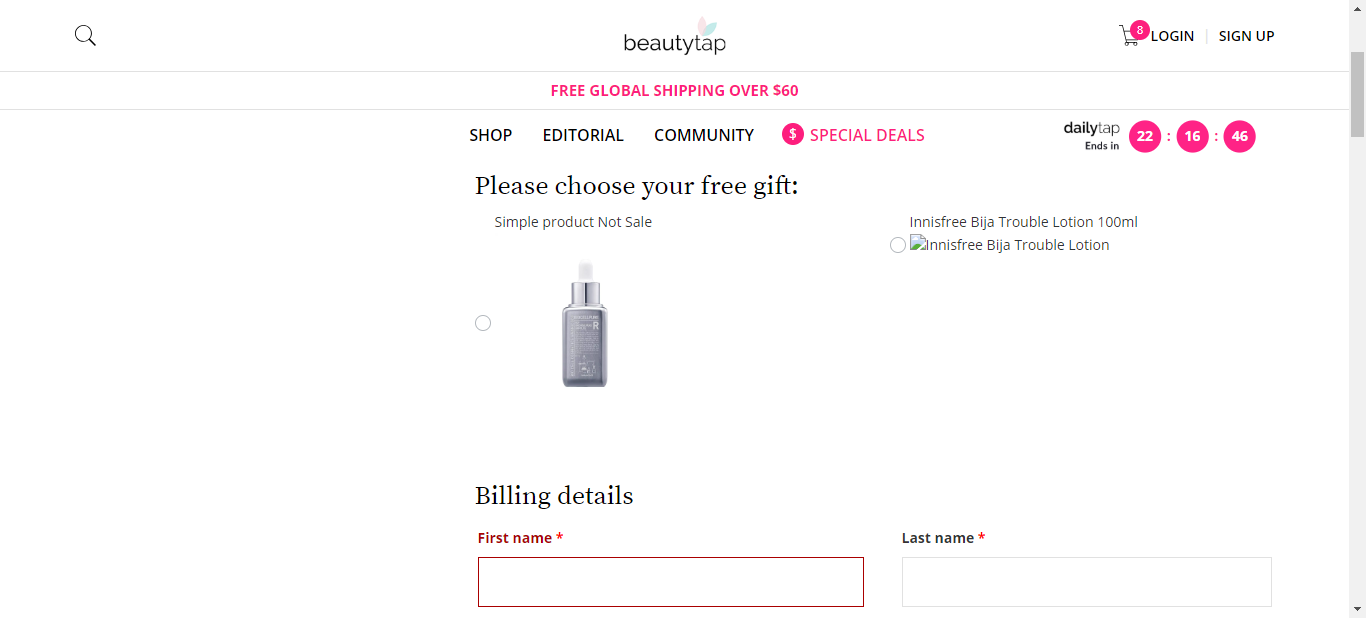 beautytap
8
LOGIN
SIGN UP
FREE GLOBAL SHIPPING OVER $60
SHOP
EDITORIAL
COMMUNITY
$ SPECIAL DEALS
dailytap
Ends in
22 : 16 : 46
Please choose your free gift:
Simple product Not Sale
Innisfree Bija Trouble Lotion 100ml
Innisfree Bija Trouble Lotion
R
Billing details
First name *
Last name *